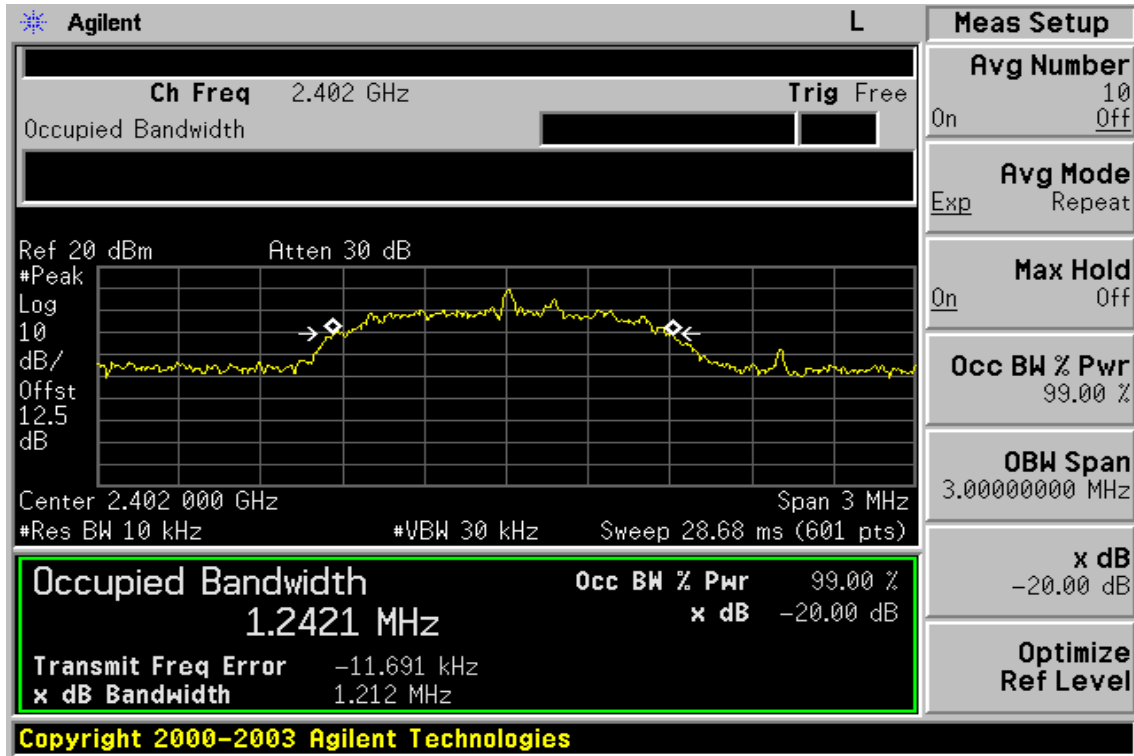 Agilent L Meas Setup
Ch Freq 2.402 GHz Trig Free
Occupied Bandwidth
Ref 20 dBm Atten 30 dB
#Peak
Log
10
dB/
Offst
12.5
dB
Center 2.402 000 GHz Span 3 MHz
#Res BW 10 kHz #VBW 30 kHz Sweep 28.68 ms (601 pts)
Occupied Bandwidth Occ BW % Pwr 99.00 %
1.2421 MHz x dB -20.00 dB
Transmit Freq Error -11.691 kHz
x dB Bandwidth 1.212 MHz
Copyright 2000-2003 Agilent Technologies
Avg Number
10
On Off
Avg Mode
Exp Repeat
Max Hold
On Off
Occ BW % Pwr
99.00 %
OBW Span
3.00000000 MHz
x dB
-20.00 dB
Optimize
Ref Level